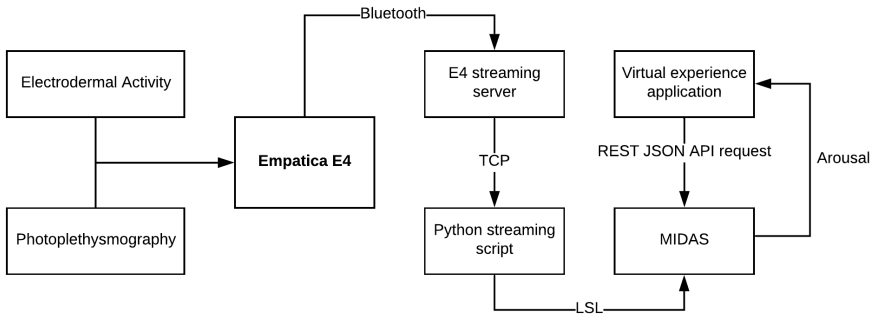 Bluetooth
Electrodermal Activity
E4 streaming
server
Virtual experience
application
Empatica E4
TCP
REST JSON API request
Arousal
Photoplethysmography
Python streaming
script
MIDAS
LSL